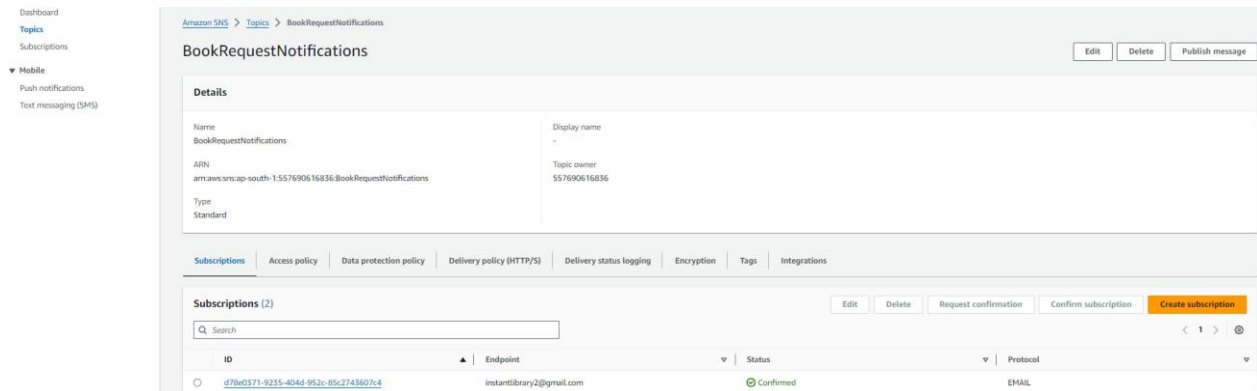 Dashboard
Topics
Subscriptions
Mobile
Push notifications
Text messaging (SMS)
Amazon SNS > Topics > BookRequestNotifications
BookRequestNotifications
Edit Delete Publish message
Details
Name
BookRequestNotifications
Display name
-
ARN
arn:aws:sns:ap-south-1:557690616836:BookRequestNotifications
Topic owner
557690616836
Type
Standard
Subscriptions Access policy Data protection policy Delivery policy (HTTP/S) Delivery status logging Encryption Tags Integrations
Subscriptions (2)
Edit Delete Request confirmation Confirm subscription Create subscription
Search
1
ID Endpoint Status Protocol
d78e0371-9235-404d-952c-85c2743607c4 instantlibrary2@gmail.com Confirmed EMAIL